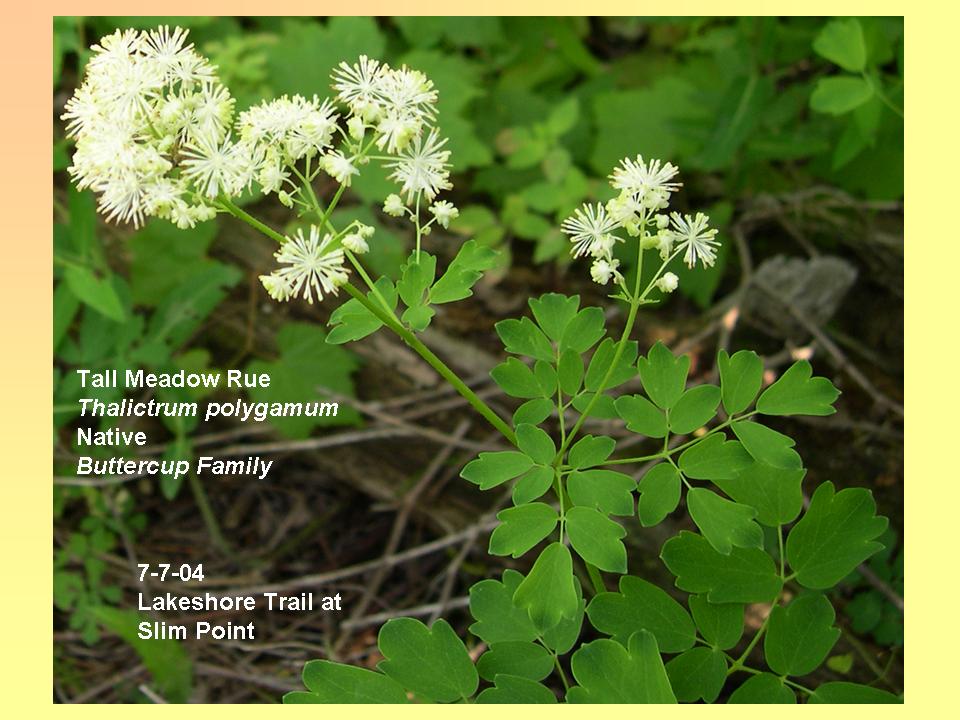 Tall Meadow Rue
Thalictrum polygamum
Native
Buttercup Family
7-7-04
Lakeshore Trail at
Slim Point